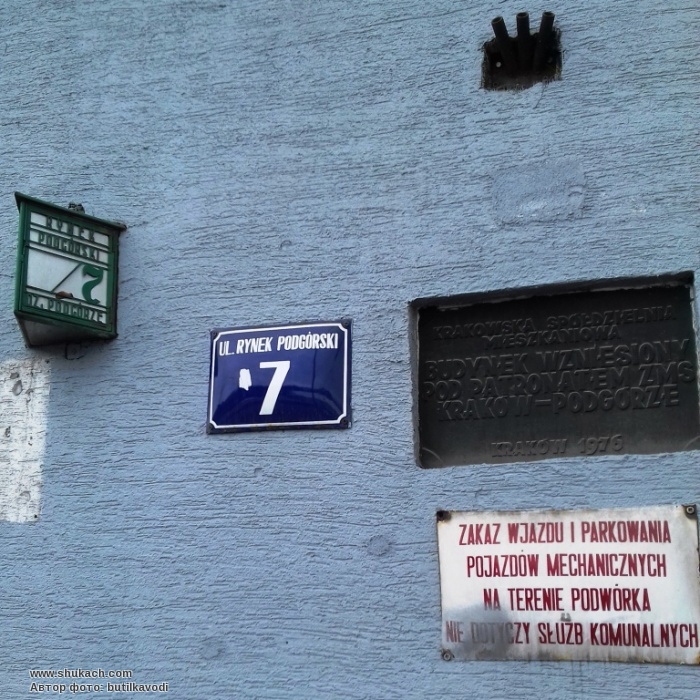 RYNEK
PODGÓRSKI
7
DZ. PODGÓRZE
UL. RYNEK PODGÓRSKI
7
KRAKOWSKA SPÓŁDZIELNIA
MIESZKANIOWA
BUDYNEK WZNIESIONY
POD PATRONATEM ZMS
KRAKÓW-PODGÓRZE
KRAKÓW 1976
ZAKAZ WJAZDU I PARKOWANIA
POJAZDÓW MECHANICZNYCH
NA TERENIE PODWÓRKA
NIE DOTYCZY SŁUŻB KOMUNALNYCH
www.shukach.com
Автор фото: butilkavodi